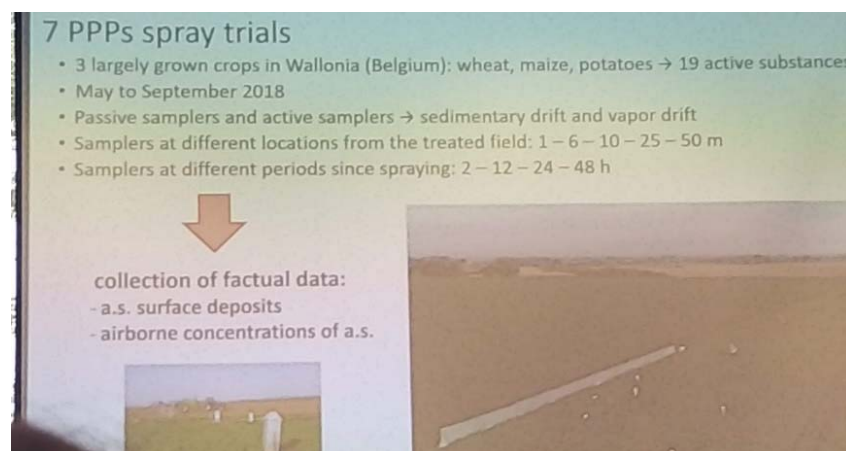 7 PPPs spray trials
• 3 largely grown crops in Wallonia (Belgium): wheat, maize, potatoes → 19 active substances
• May to September 2018
• Passive samplers and active samplers → sedimentary drift and vapor drift
• Samplers at different locations from the treated field: 1 – 6 – 10 – 25 – 50 m
• Samplers at different periods since spraying: 2 – 12 – 24 – 48 h
collection of factual data:
- a.s. surface deposits
- airborne concentrations of a.s.